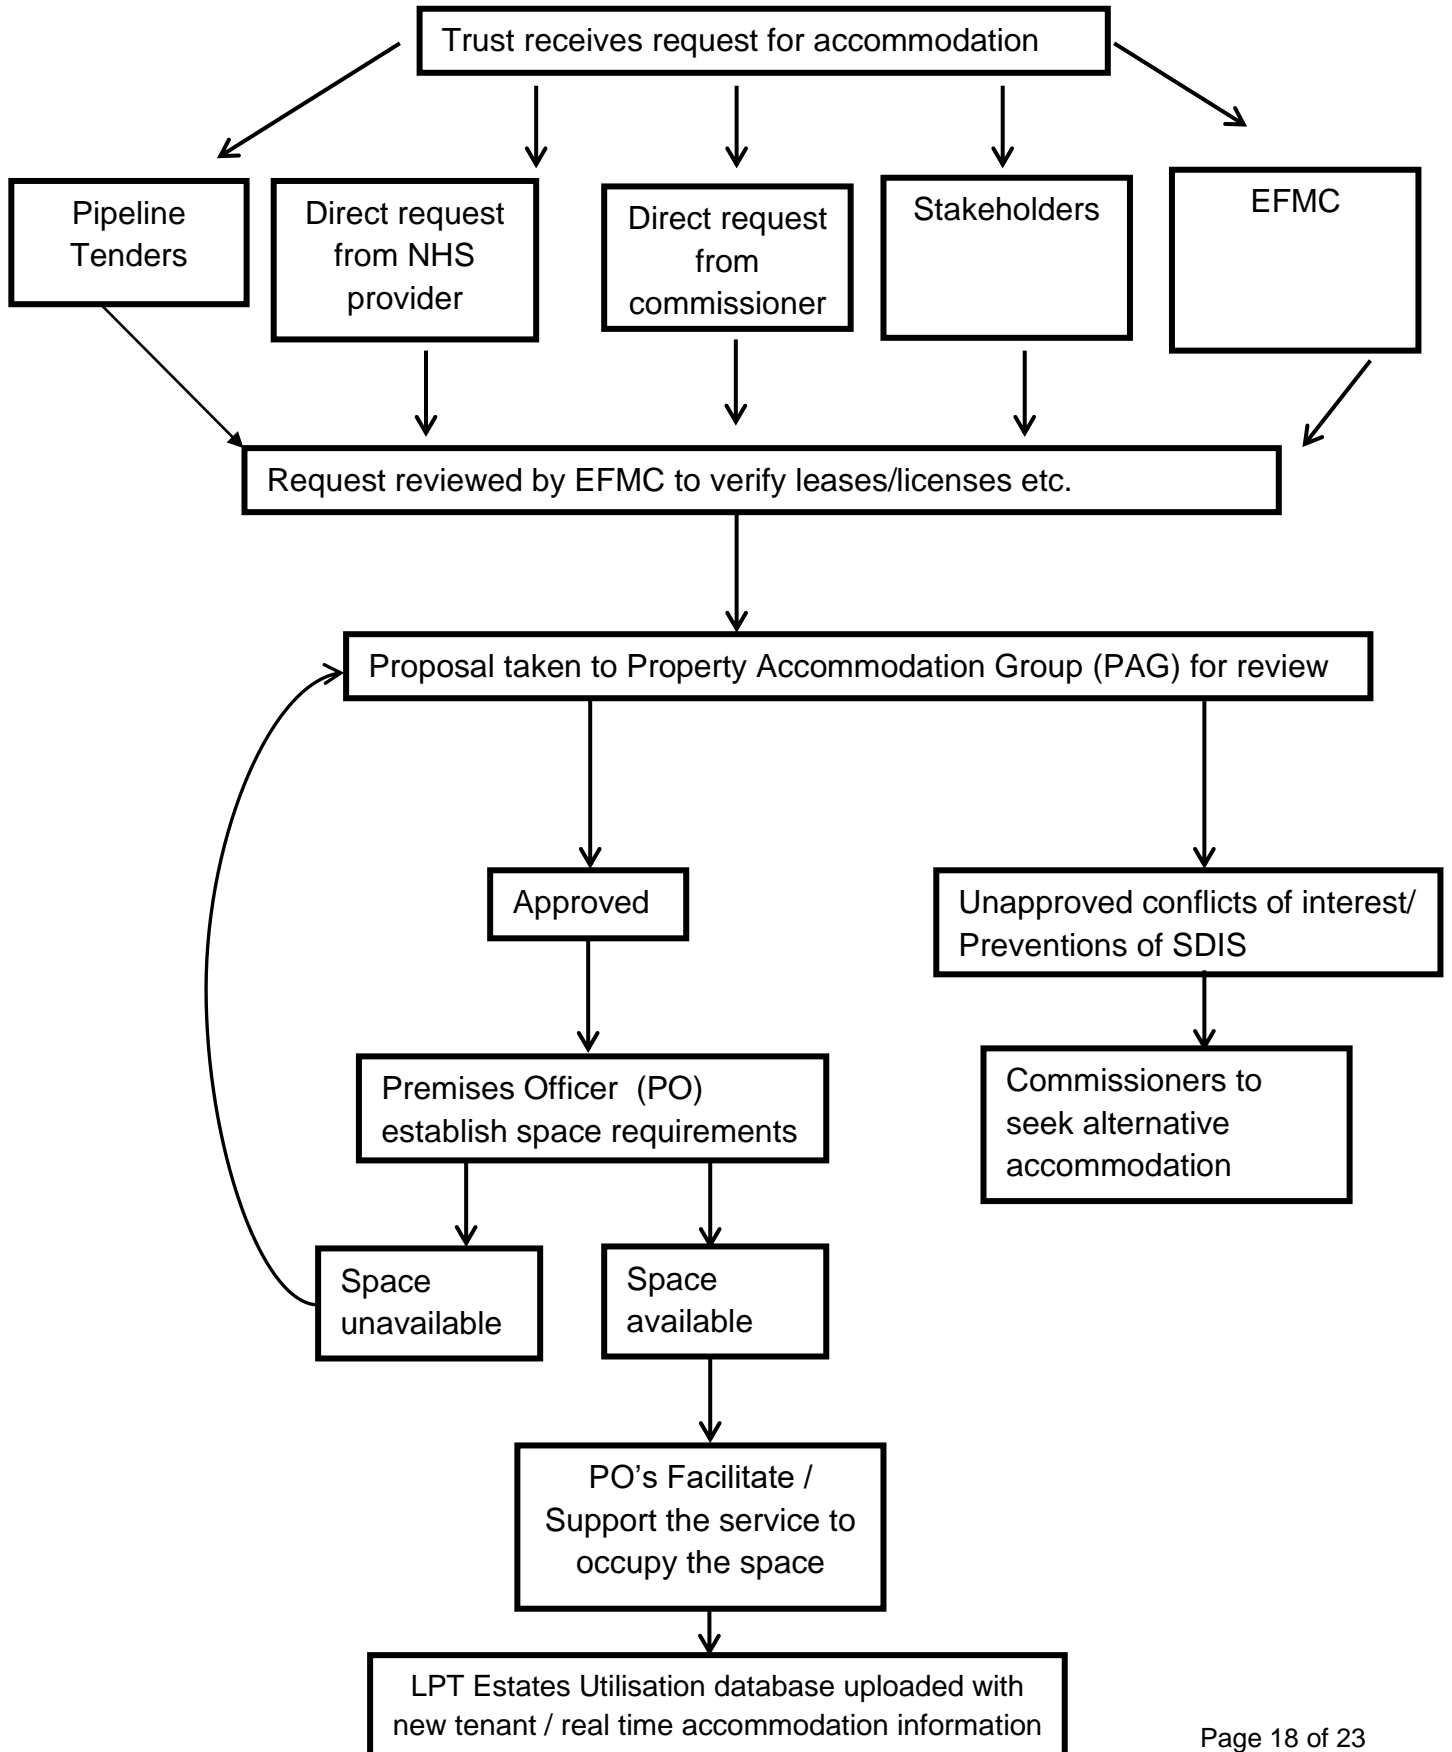 Trust receives request for accommodation
Pipeline
Tenders
Direct request
from NHS
provider
Direct request
from
commissioner
Stakeholders
EFMC
Request reviewed by EFMC to verify leases/licenses etc.
Proposal taken to Property Accommodation Group (PAG) for review
Approved
Unapproved conflicts of interest/
Preventions of SDIS
Premises Officer  (PO)
establish space requirements
Commissioners to
seek alternative
accommodation
Space
unavailable
Space
available
PO’s Facilitate /
Support the service to
occupy the space
LPT Estates Utilisation database uploaded with
new tenant / real time accommodation information
Page 18 of 23